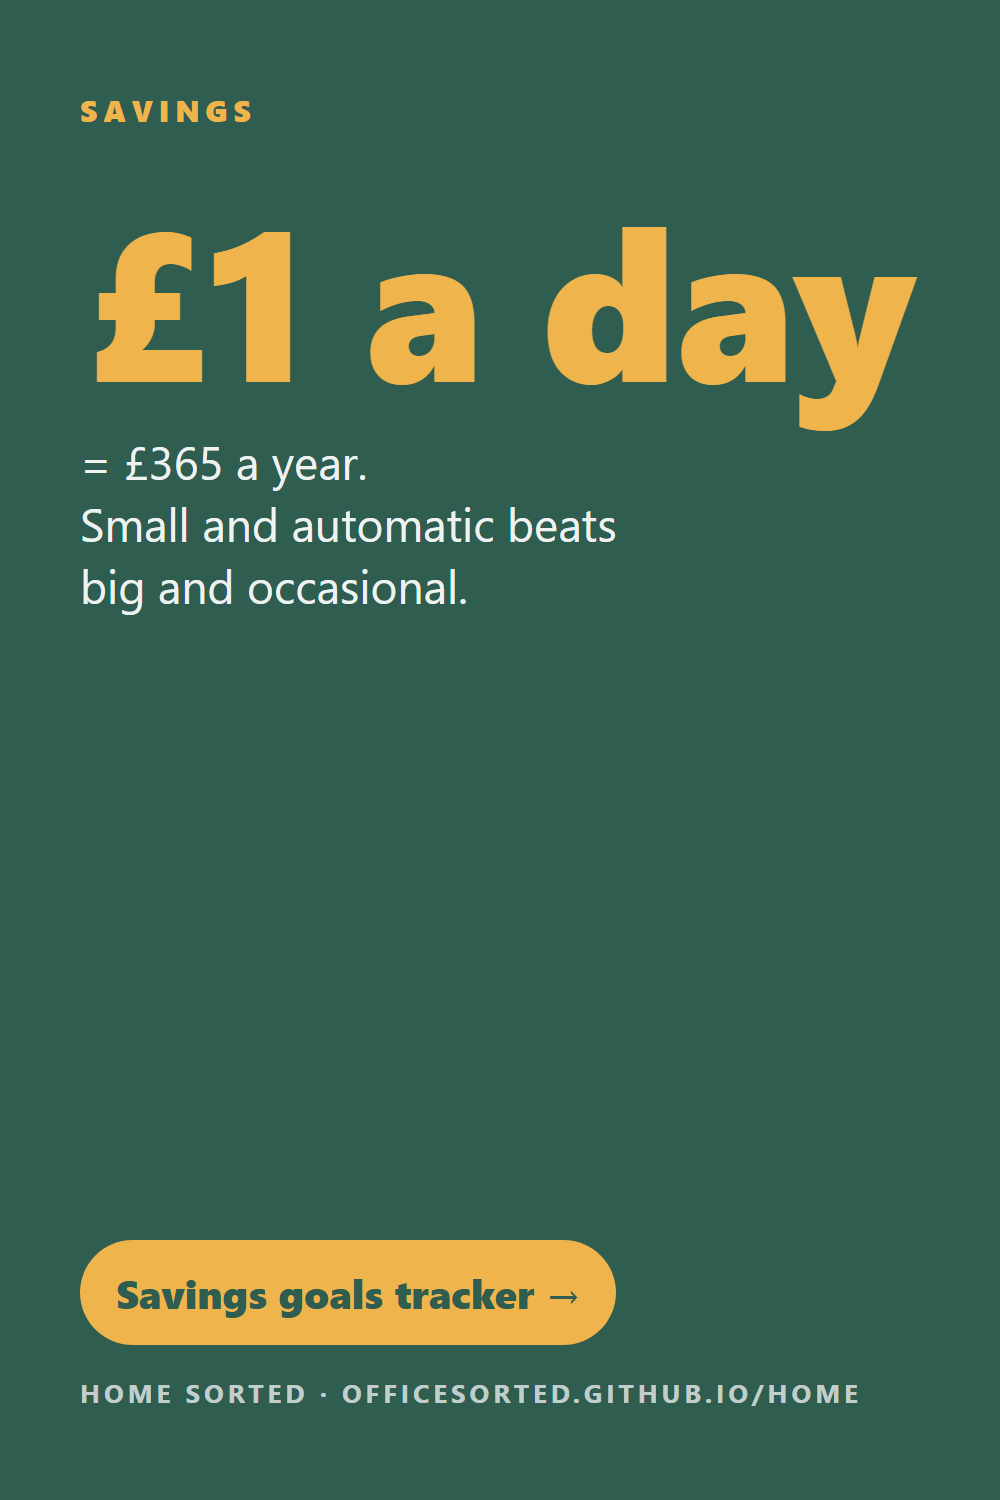 SAVINGS
£1 a day
= £365 a year.
Small and automatic beats
big and occasional.
Savings goals tracker →
HOME SORTED · OFFICESORTED.GITHUB.IO/HOME